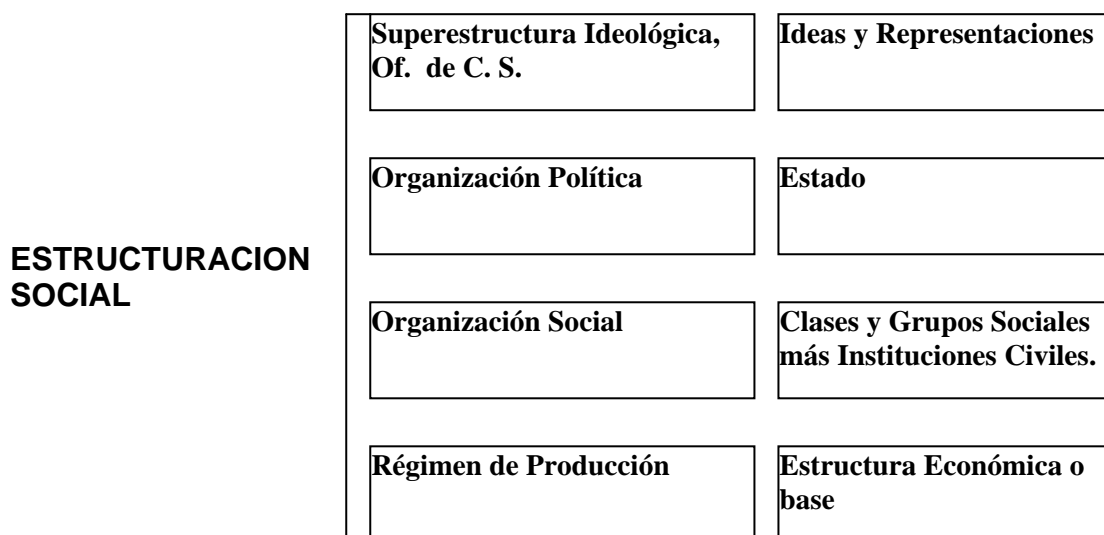 ESTRUCTURACION
SOCIAL
Superestructura Ideológica,
Of. de C. S.
Ideas y Representaciones
Organización Política
Estado
Organización Social
Clases y Grupos Sociales
más Instituciones Civiles.
Régimen de Producción
Estructura Económica o
base